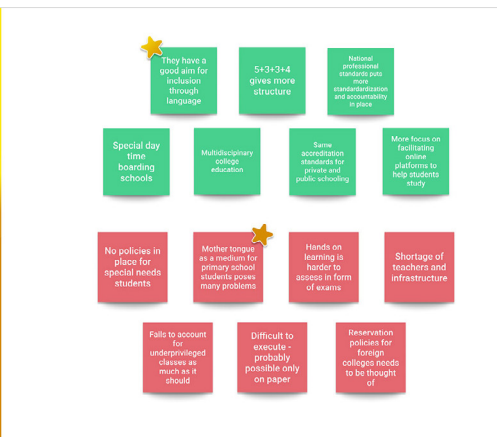 They have a
good aim for
inclusion
through
language
5+3+3+4
gives more
structure
National
professional
standards puts
more
standardization
and accountability
in place
Special day
time
boarding
schools
Multidiscipinary
college
education
Same
accreditation
standards for
private and
public schooling
More focus on
facilitating
online
platforms to
help students
study
No policies in
place for
special needs
students
Mother tongue
as a medium for
primary school
students poses
many problems
Hands on
learning is
harder to
assess in form
of exams
Shortage of
teachers and
infrastructure
Fails to account
for
underprivileged
classes as
much as it
should
Difficult to
execute -
probably
possible only
on paper
Reservation
policies for
foreign
colleges needs
to be thought
of